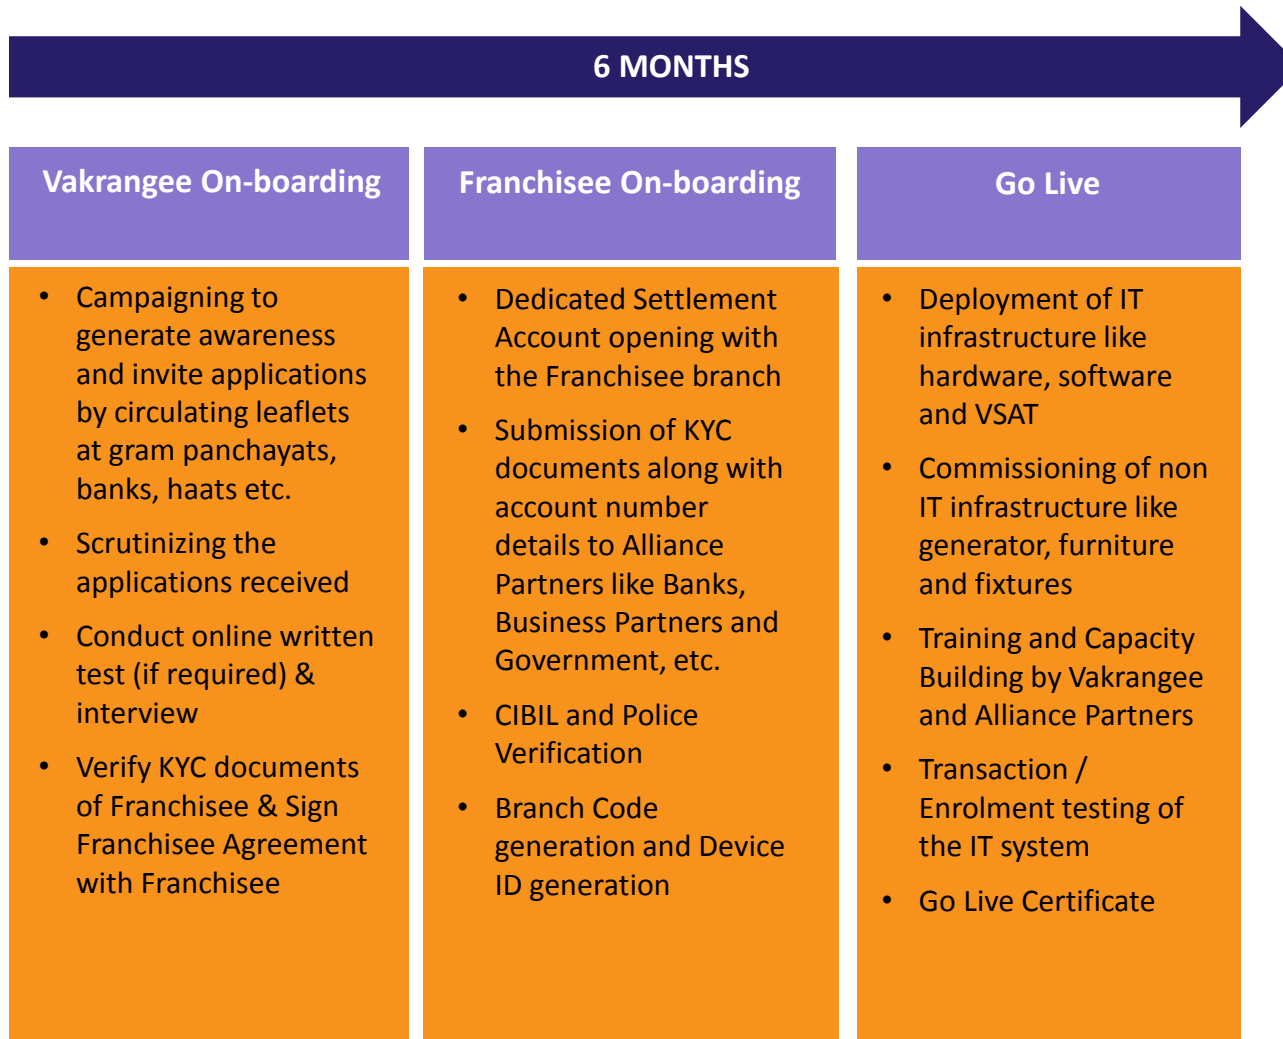 6 MONTHS
Vakrangee On-boarding
• Campaigning to
generate awareness
and invite applications
by circulating leaflets
at gram panchayats,
banks, haats etc.
• Scrutinizing the
applications received
• Conduct online written
test (if required) &
interview
• Verify KYC documents
of Franchisee & Sign
Franchisee Agreement
with Franchisee
Franchisee On-boarding
• Dedicated Settlement
Account opening with
the Franchisee branch
• Submission of KYC
documents along with
account number
details to Alliance
Partners like Banks,
Business Partners and
Government, etc.
• CIBIL and Police
Verification
• Branch Code
generation and Device
ID generation
Go Live
• Deployment of IT
infrastructure like
hardware, software
and VSAT
• Commissioning of non
IT infrastructure like
generator, furniture
and fixtures
• Training and Capacity
Building by Vakrangee
and Alliance Partners
• Transaction /
Enrolment testing of
the IT system
• Go Live Certificate